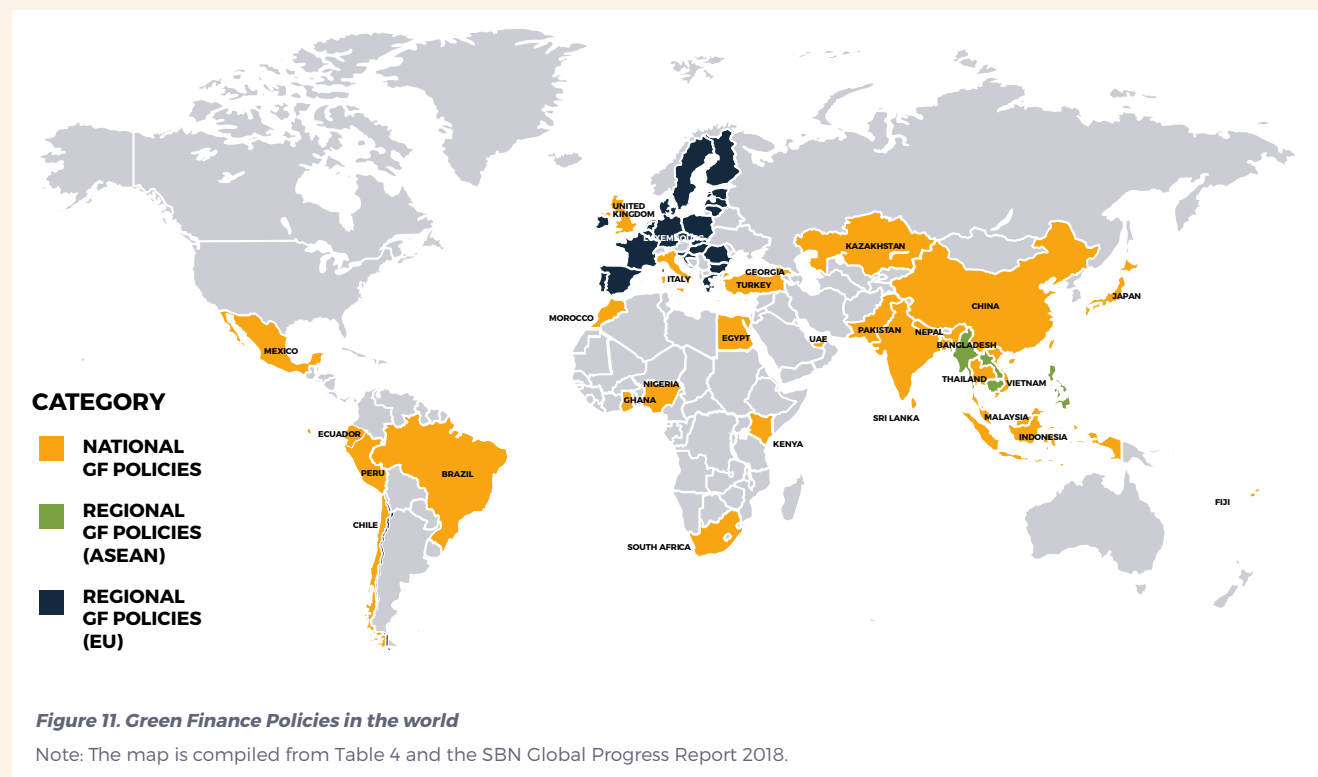 UNITED
KINGDOM
LUXEMBOURG
KAZAKHSTAN
GEORGIA
ITALY
TURKEY
CHINA
JAPAN
MOROCCO
EGYPT
UAE
PAKISTAN
NEPAL
BANGLADESH
MEXICO
THAILAND
VIETNAM
NIGERIA
GHANA
SRI LANKA
MALAYSIA
INDONESIA
KENYA
ECUADOR
PERU
BRAZIL
FIJI
CHILE
SOUTH AFRICA
CATEGORY
NATIONAL
GF POLICIES
REGIONAL
GF POLICIES
(ASEAN)
REGIONAL
GF POLICIES
(EU)
Figure 11. Green Finance Policies in the world
Note: The map is compiled from Table 4 and the SBN Global Progress Report 2018.